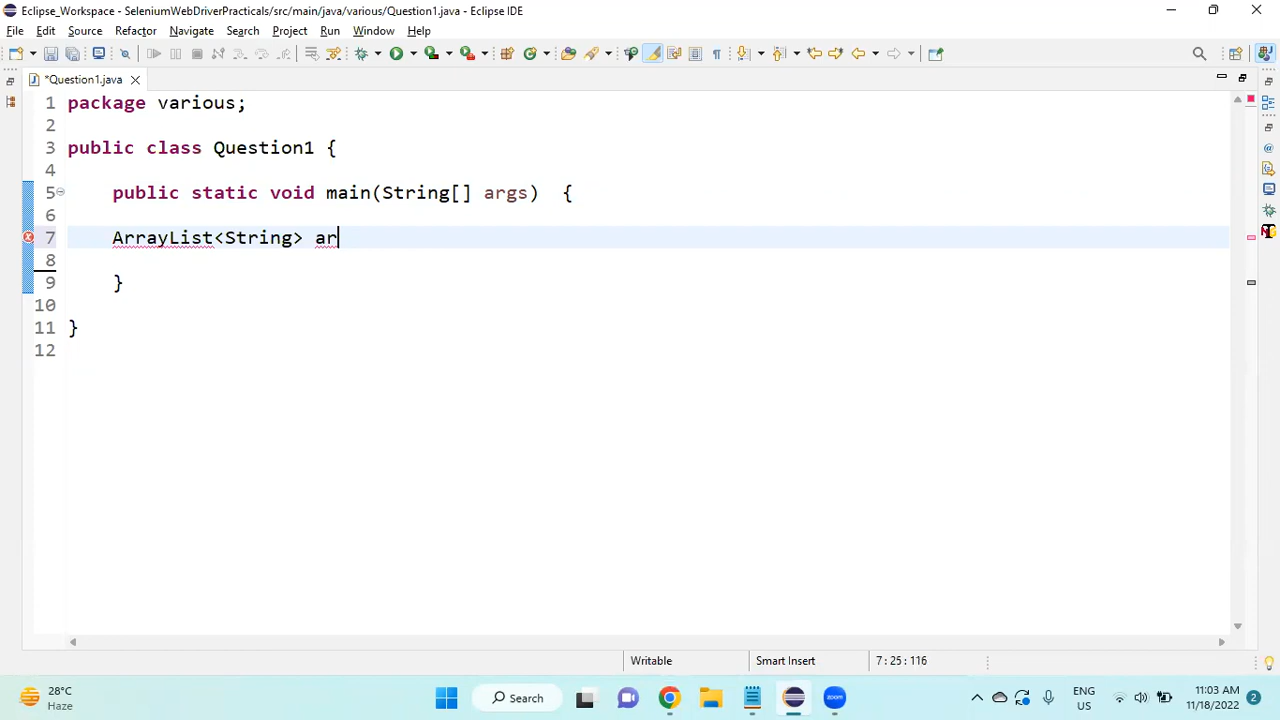 Eclipse_Workspace - SeleniumWebDriverPracticals/src/main/java/various/Question1.java - Eclipse IDE
File Edit Source Refactor Navigate Search Project Run Window Help
*Question1.java
1 package various;
2
3 public class Question1 {
4
5 public static void main(String[] args) {
6
7 ArrayList<String> ar
8
9 }
10
11 }
12
Writable Smart Insert 7 : 25 : 116
28°C
Haze
Search
ENG
US
11:03 AM
11/18/2022
2